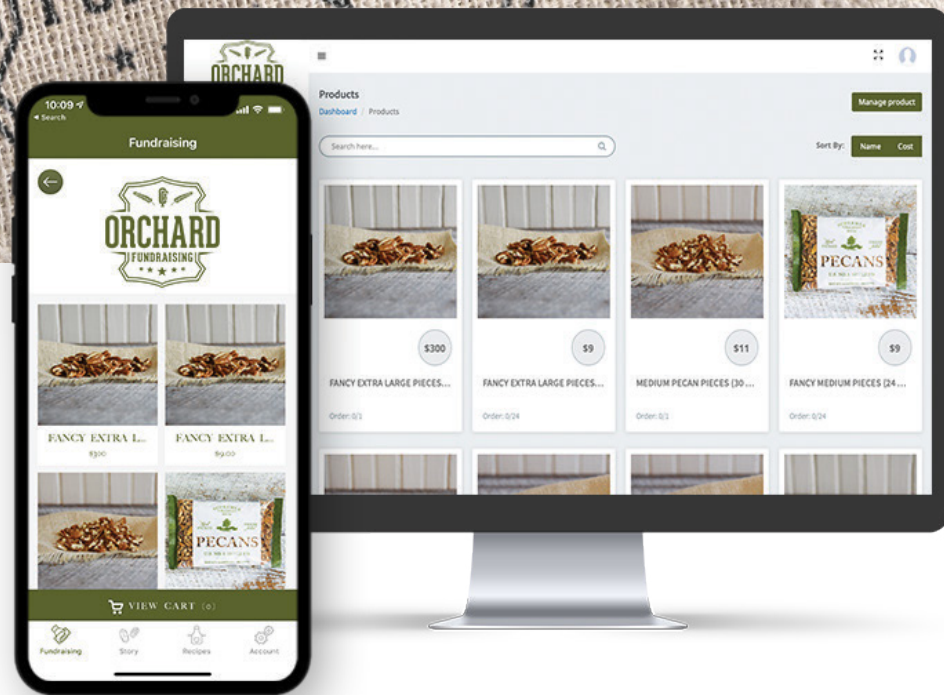 10:09
Search
Fundraising
ORCHARD
FUNDRAISING
FANCY EXTRA L...
$300
FANCY EXTRA L...
$9.00
PECANS
VIEW CART (0)
Fundraising
Story
Recipes
Account
ORCHARD
Products
Dashboard / Products
Manage product
Search here...
Sort By:
Name
Cost
$300
FANCY EXTRA LARGE PIECES...
Order: 0/1
$9
FANCY EXTRA LARGE PIECES...
Order: 0/24
$11
MEDIUM PECAN PIECES (30 ...
Order: 0/1
PECANS
$9
FANCY MEDIUM PIECES (24 ...
Order: 0/24